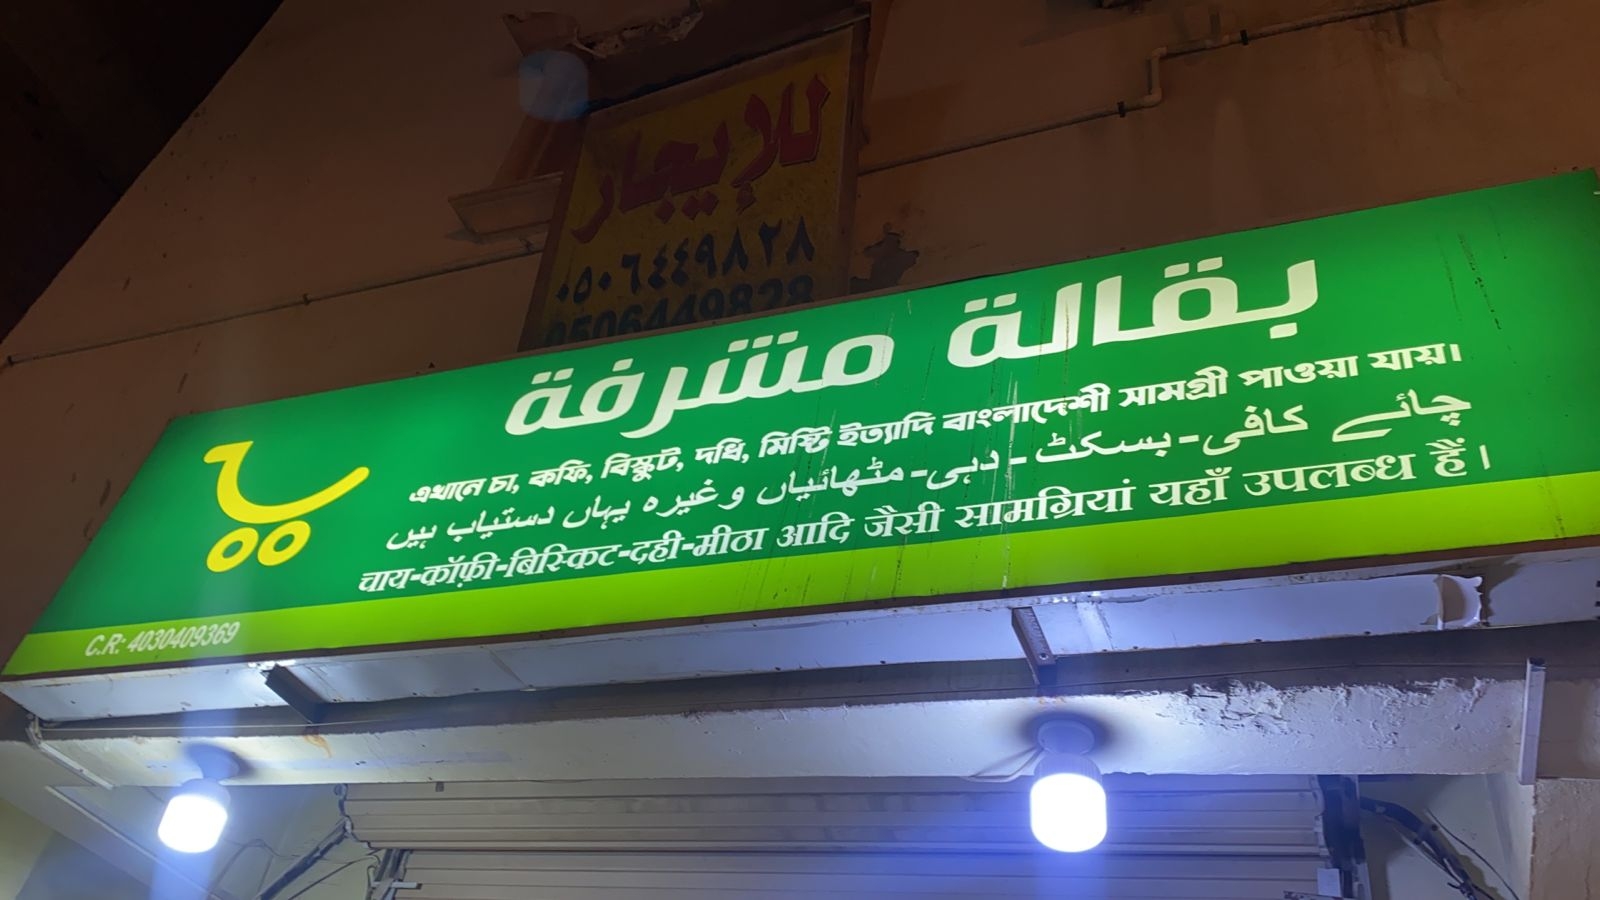 للإيجار
٠٥٠٦٤٤٩٨٢٨
0506449828
بقالة مشرفة
এখানে চা, কফি, বিস্কুট, দধি, মিষ্টি ইত্যাদি বাংলাদেশী সামগ্রী পাওয়া যায়।
چائے کافی-بسکٹ-دہی-مٹھائیاں وغیرہ یہاں دستیاب ہیں
चाय-कॉफ़ी-बिस्किट-दही-मीठा आदि जैसी सामग्रियां यहाँ उपलब्ध हैं।
C.R: 4030409369